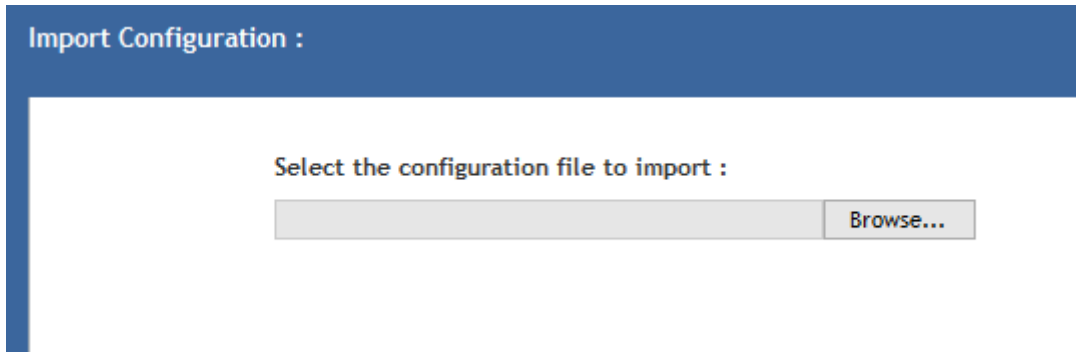 Import Configuration :
Select the configuration file to import :
Browse...